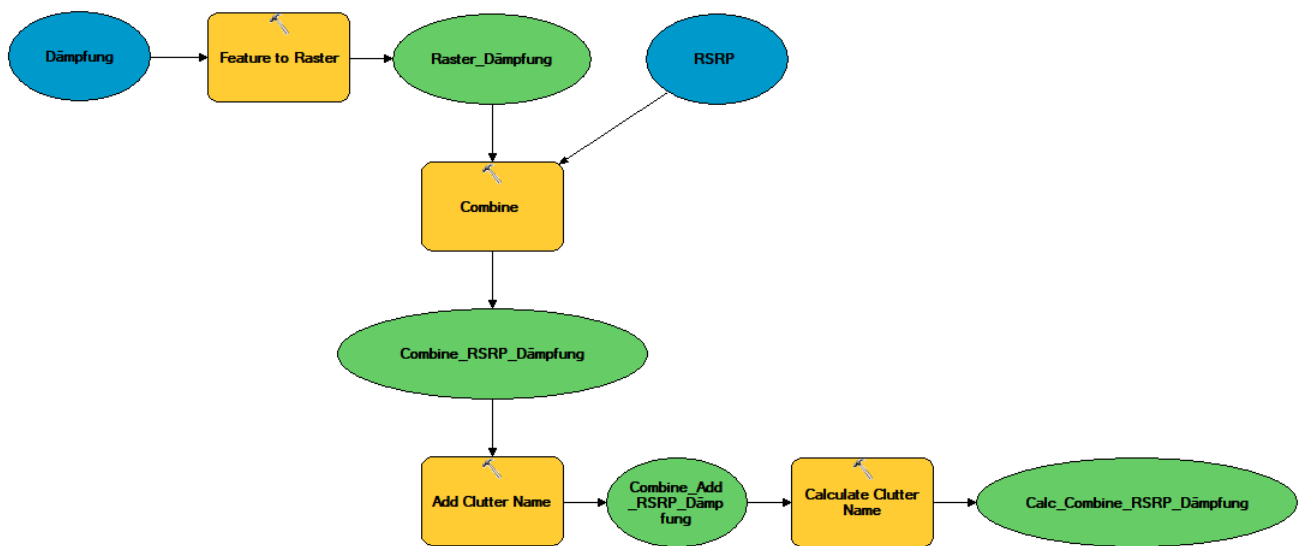 Dämpfung
Feature to Raster
Raster_Dämpfung
RSRP
Combine
Combine_RSRP_Dämpfung
Add Clutter Name
Combine_Add
_RSRP_Dämp
fung
Calculate Clutter
Name
Calc_Combine_RSRP_Dämpfung